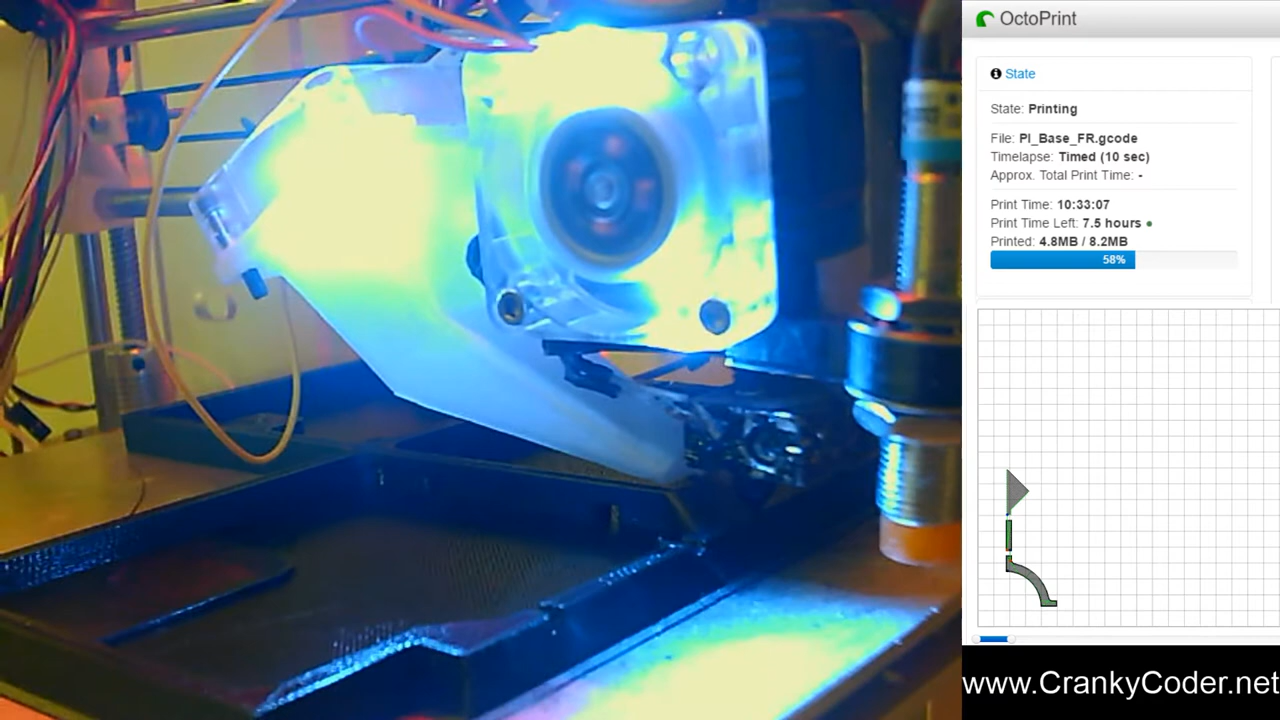 OctoPrint
State
State: Printing
File: PI_Base_FR.gcode
Timelapse: Timed (10 sec)
Approx. Total Print Time: -
Print Time: 10:33:07
Print Time Left: 7.5 hours
Printed: 4.8MB / 8.2MB
58%
www.CrankyCoder.net